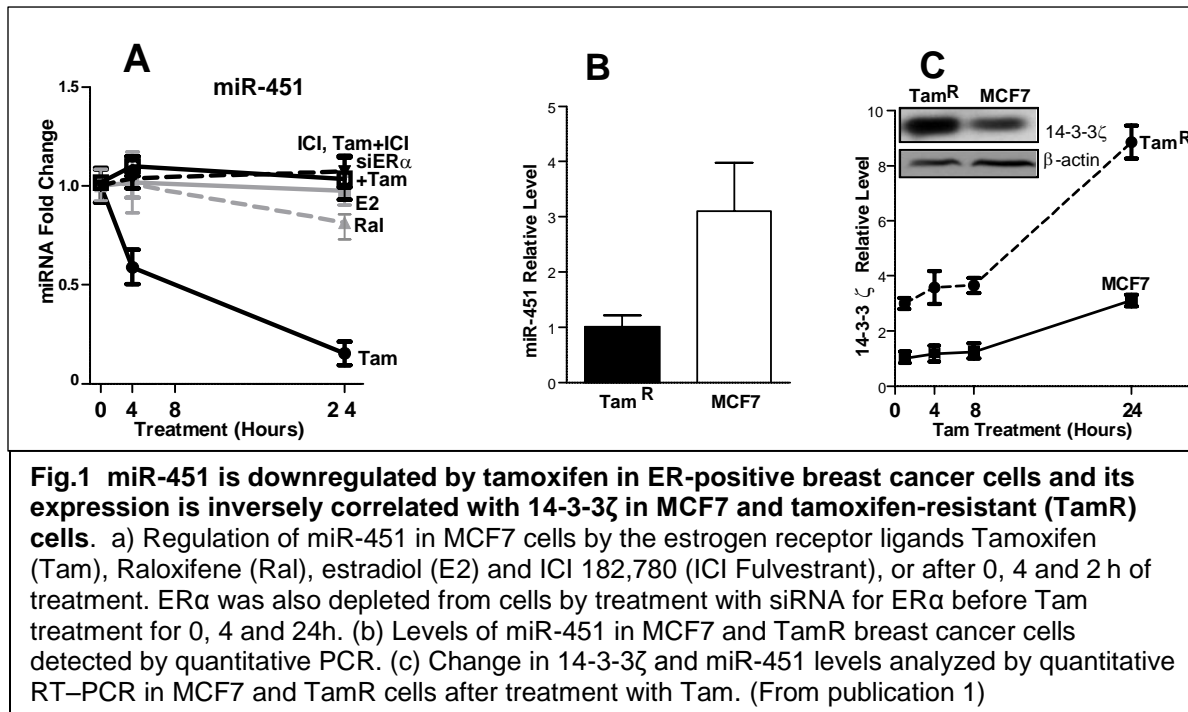 A
miR-451
miRNA Fold Change
1.5
1.0
0.5
0
ICI, Tam+ICI
siERα
+Tam
E2
Ral
Tam
0 4 8 2 4
Treatment (Hours)
B
miR-451 Relative Level
5
4
3
2
1
0
Tam R MCF7
C
TamR MCF7
14-3-3ζ
β-actin
14-3-3 ζ Relative Level
10
8
6
4
2
0
TamR
MCF7
0 4 8 24
Tam Treatment (Hours)
Fig.1 miR-451 is downregulated by tamoxifen in ER-positive breast cancer cells and its
expression is inversely correlated with 14-3-3ζ in MCF7 and tamoxifen-resistant (TamR)
cells. a) Regulation of miR-451 in MCF7 cells by the estrogen receptor ligands Tamoxifen
(Tam), Raloxifene (Ral), estradiol (E2) and ICI 182,780 (ICI Fulvestrant), or after 0, 4 and 2 h of
treatment. ERα was also depleted from cells by treatment with siRNA for ERα before Tam
treatment for 0, 4 and 24h. (b) Levels of miR-451 in MCF7 and TamR breast cancer cells
detected by quantitative PCR. (c) Change in 14-3-3ζ and miR-451 levels analyzed by quantitative
RT–PCR in MCF7 and TamR cells after treatment with Tam. (From publication 1)